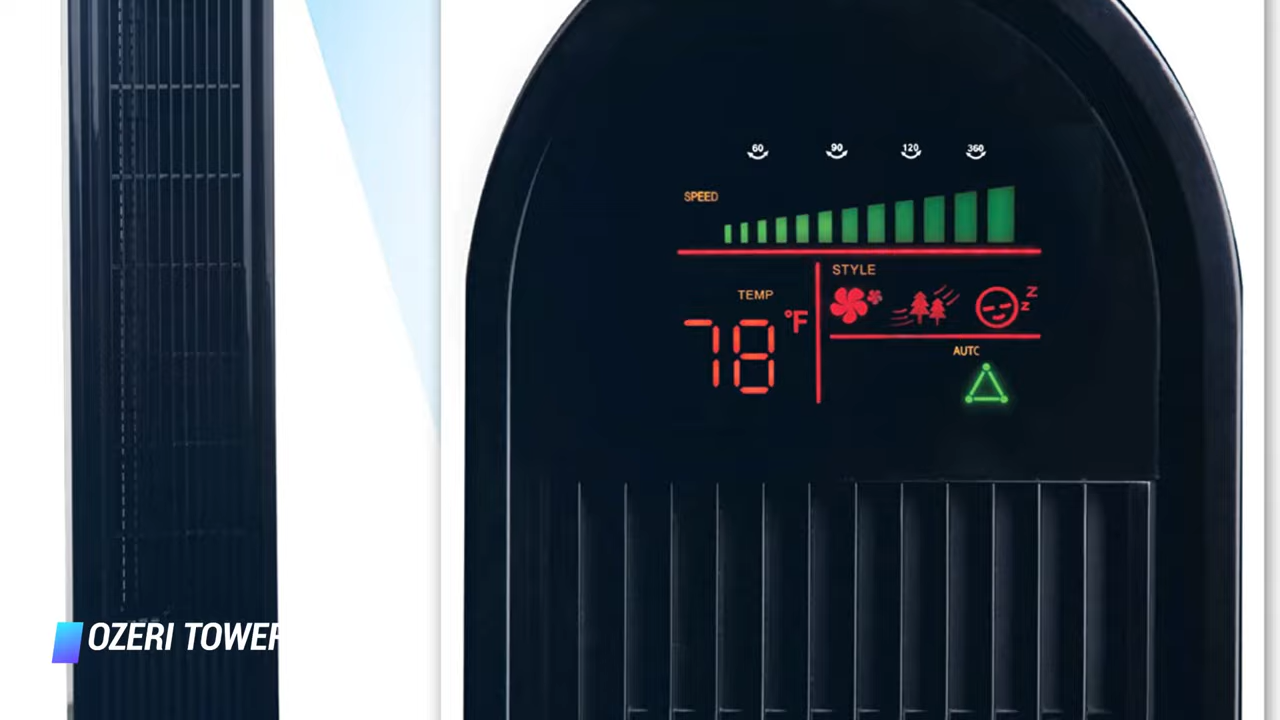 60 90 120 360
SPEED
STYLE
TEMP
78 °F
Z
Z
AUTO
OZERI TOWER